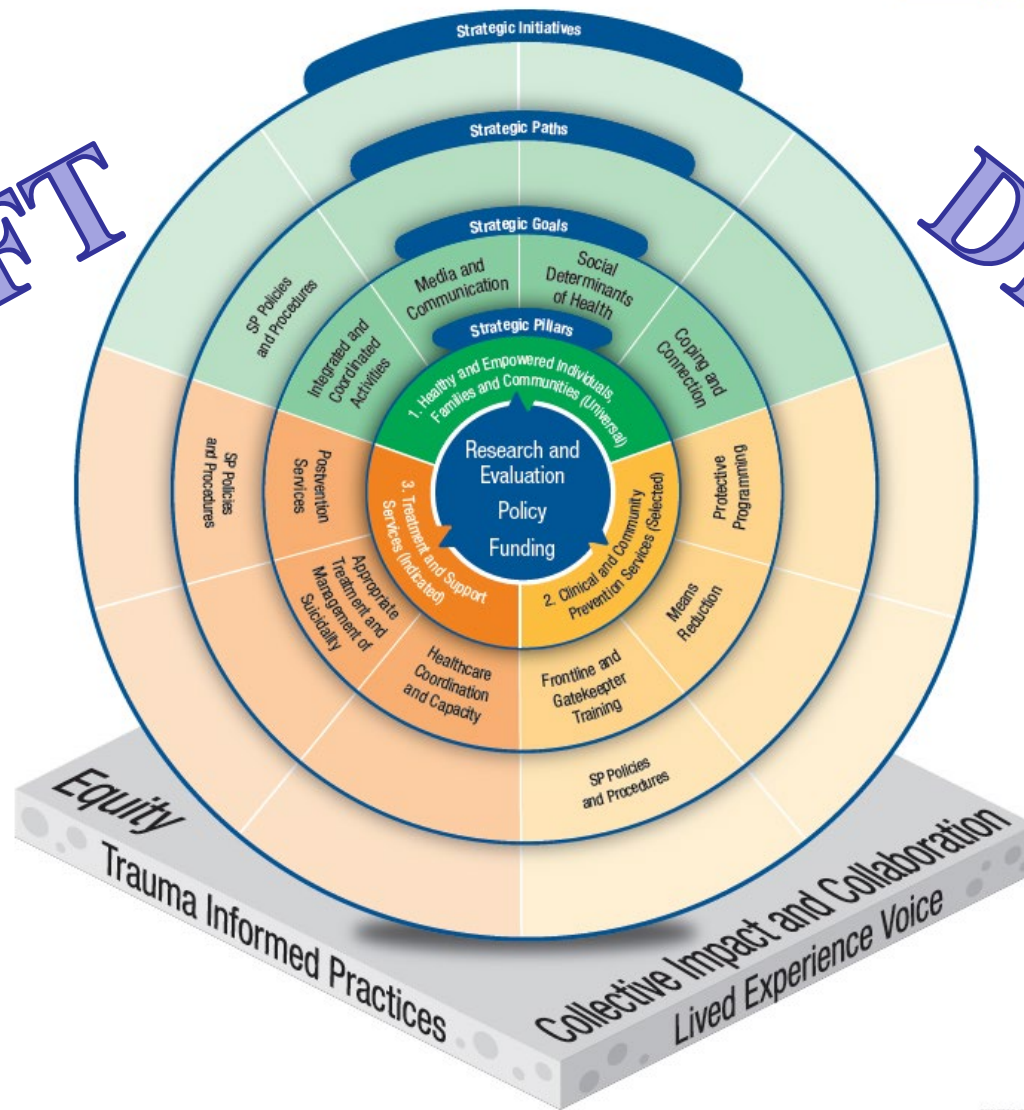 Strategic Initiatives
Strategic Paths
Strategic Goals
Strategic Pillars
FT
D
SP Policies
and Procedures
Integrated and
Coordinated
Activities
Media and
Communication
Social
Determinants
of Health
Coping and
Connection
1. Healthy and Empowered Individuals,
Families and Communities (Universal)
Research and
Evaluation
Policy
Funding
SP Policies
and Procedures
Postvention
Services
3. Treatment and Support
Services (Indicated)
2. Clinical and Community
Prevention Services (Selected)
Protective
Programming
Appropriate
Treatment and
Management of
Suicidality
Means
Reduction
Healthcare
Coordination
and Capacity
Frontline and
Gatekeepter
Training
SP Policies
and Procedures
Equity
Trauma Informed Practices
Collective Impact and Collaboration
Lived Experience Voice